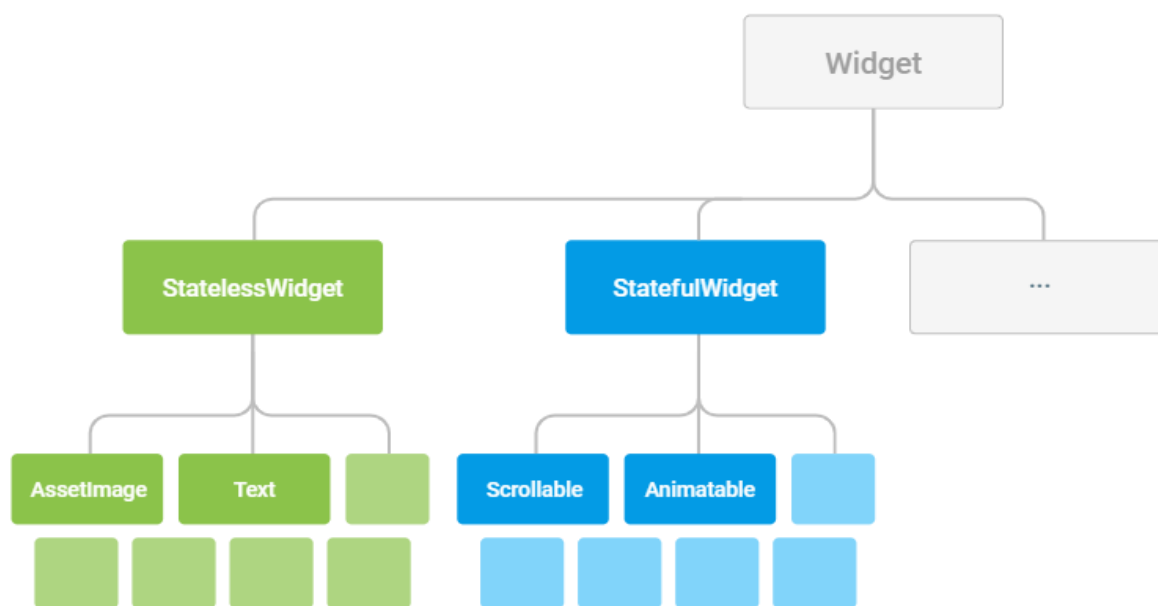 Widget
StatelessWidget
StatefulWidget
...
AssetImage
Text
Scrollable
Animatable